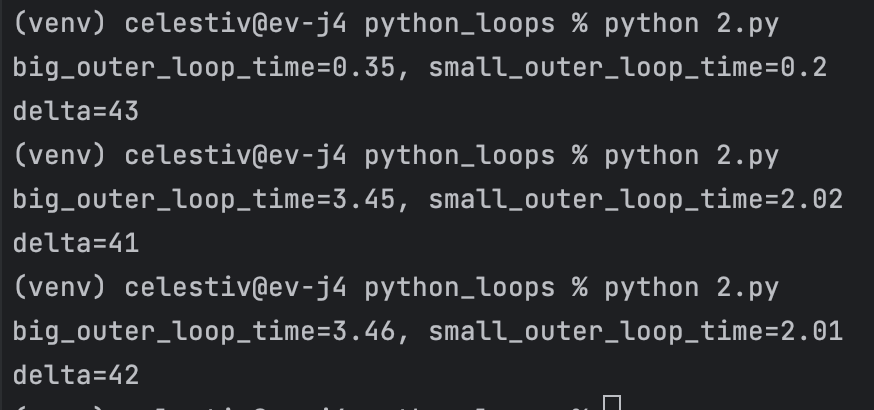 (venv) celestiv@ev-j4 python_loops % python 2.py
big_outer_loop_time=0.35, small_outer_loop_time=0.2
delta=43
(venv) celestiv@ev-j4 python_loops % python 2.py
big_outer_loop_time=3.45, small_outer_loop_time=2.02
delta=41
(venv) celestiv@ev-j4 python_loops % python 2.py
big_outer_loop_time=3.46, small_outer_loop_time=2.01
delta=42